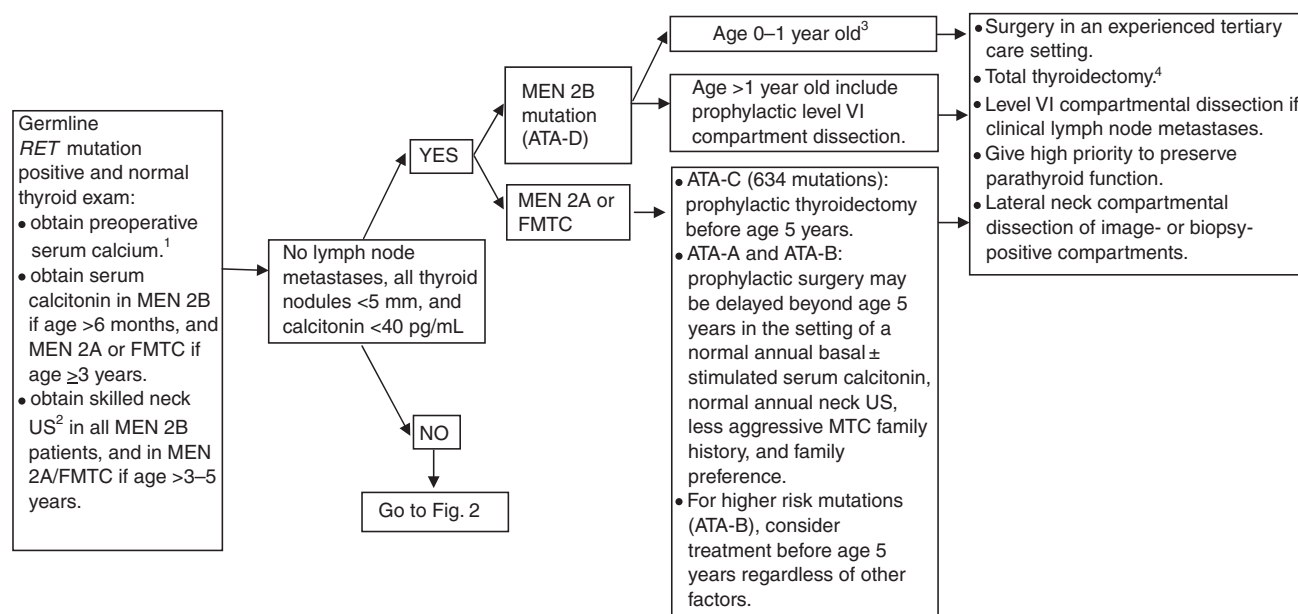 Germline
RET mutation
positive and normal
thyroid exam:
• obtain preoperative
serum calcium.1
• obtain serum
calcitonin in MEN 2B
if age >6 months, and
MEN 2A or FMTC if
age ≥3 years.
• obtain skilled neck
US2 in all MEN 2B
patients, and in MEN
2A/FMTC if age >3–5
years.
No lymph node
metastases, all thyroid
nodules <5 mm, and
calcitonin <40 pg/mL
YES
NO
Go to Fig. 2
MEN 2B
mutation
(ATA-D)
MEN 2A or
FMTC
Age 0–1 year old3
Age >1 year old include
prophylactic level VI
compartment dissection.
• ATA-C (634 mutations):
prophylactic thyroidectomy
before age 5 years.
• ATA-A and ATA-B:
prophylactic surgery may
be delayed beyond age 5
years in the setting of a
normal annual basal ±
stimulated serum calcitonin,
normal annual neck US,
less aggressive MTC family
history, and family
preference.
• For higher risk mutations
(ATA-B), consider
treatment before age 5
years regardless of other
factors.
• Surgery in an experienced tertiary
care setting.
• Total thyroidectomy.4
• Level VI compartmental dissection if
clinical lymph node metastases.
• Give high priority to preserve
parathyroid function.
• Lateral neck compartmental
dissection of image- or biopsy-
positive compartments.